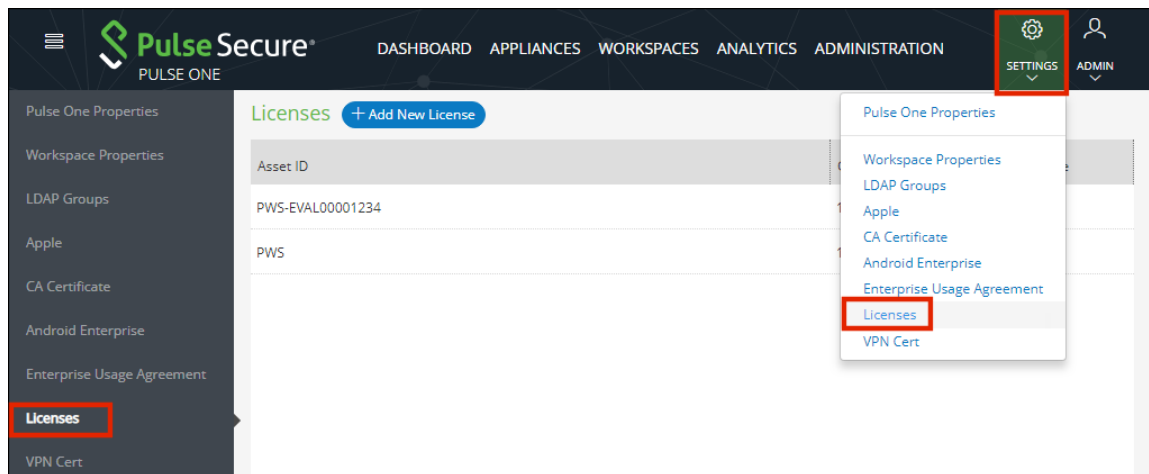 Pulse Secure
PULSE ONE
DASHBOARD APPLIANCES WORKSPACES ANALYTICS ADMINISTRATION
SETTINGS
ADMIN
Pulse One Properties
Workspace Properties
LDAP Groups
Apple
CA Certificate
Android Enterprise
Enterprise Usage Agreement
Licenses
VPN Cert
Licenses
+ Add New License
Asset ID
PWS-EVAL00001234
PWS
Pulse One Properties
Workspace Properties
LDAP Groups
Apple
CA Certificate
Android Enterprise
Enterprise Usage Agreement
Licenses
VPN Cert